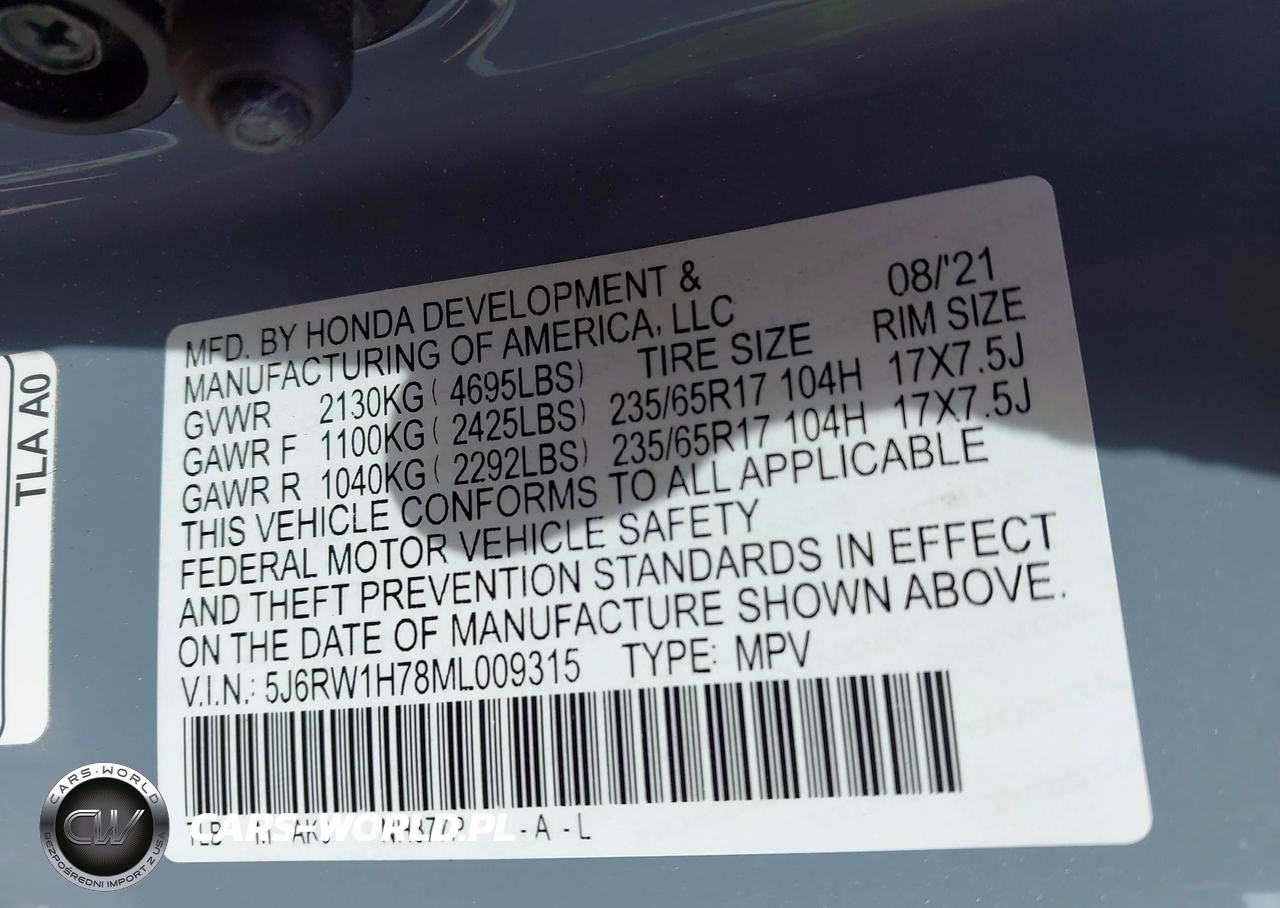 MFD. BY HONDA DEVELOPMENT & 08/'21
MANUFACTURING OF AMERICA, LLC
TIRE SIZE RIM SIZE
GVWR 2130KG ( 4695LBS)
GAWR F 1100KG ( 2425LBS) 235/65R17 104H 17X7.5J
GAWR R 1040KG ( 2292LBS) 235/65R17 104H 17X7.5J
THIS VEHICLE CONFORMS TO ALL APPLICABLE
FEDERAL MOTOR VEHICLE SAFETY
AND THEFT PREVENTION STANDARDS IN EFFECT
ON THE DATE OF MANUFACTURE SHOWN ABOVE.
V.I.N.: 5J6RW1H78ML009315 TYPE: MPV
-A -L
TLA A0
CARS-WORLD
CW
BEZPOŚREDNI IMPORT Z USA
CARS-WORLD.PL